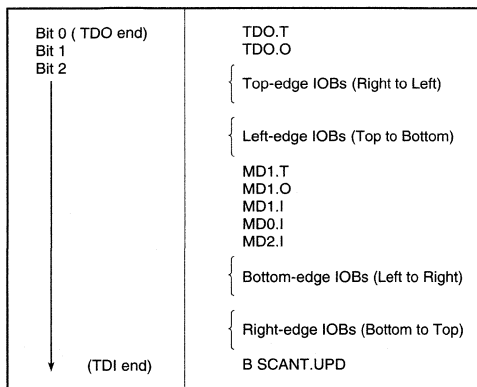 Bit 0 ( TDO end) TDO.T
Bit 1 TDO.O
Bit 2
Top-edge IOBs (Right to Left)
Left-edge IOBs (Top to Bottom)
MD1.T
MD1.O
MD1.I
MD0.I
MD2.I
Bottom-edge IOBs (Left to Right)
Right-edge IOBs (Bottom to Top)
(TDI end) B SCANT.UPD